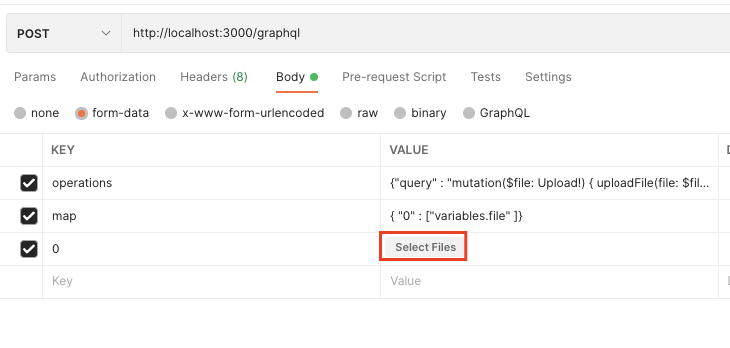 POST http://localhost:3000/graphql
Params Authorization Headers (8) Body Pre-request Script Tests Settings
none form-data x-www-form-urlencoded raw binary GraphQL
KEY VALUE D
operations {"query" : "mutation($file: Upload!) { uploadFile(file: $fil...
map { "0" : ["variables.file" ]}
0 Select Files
Key Value